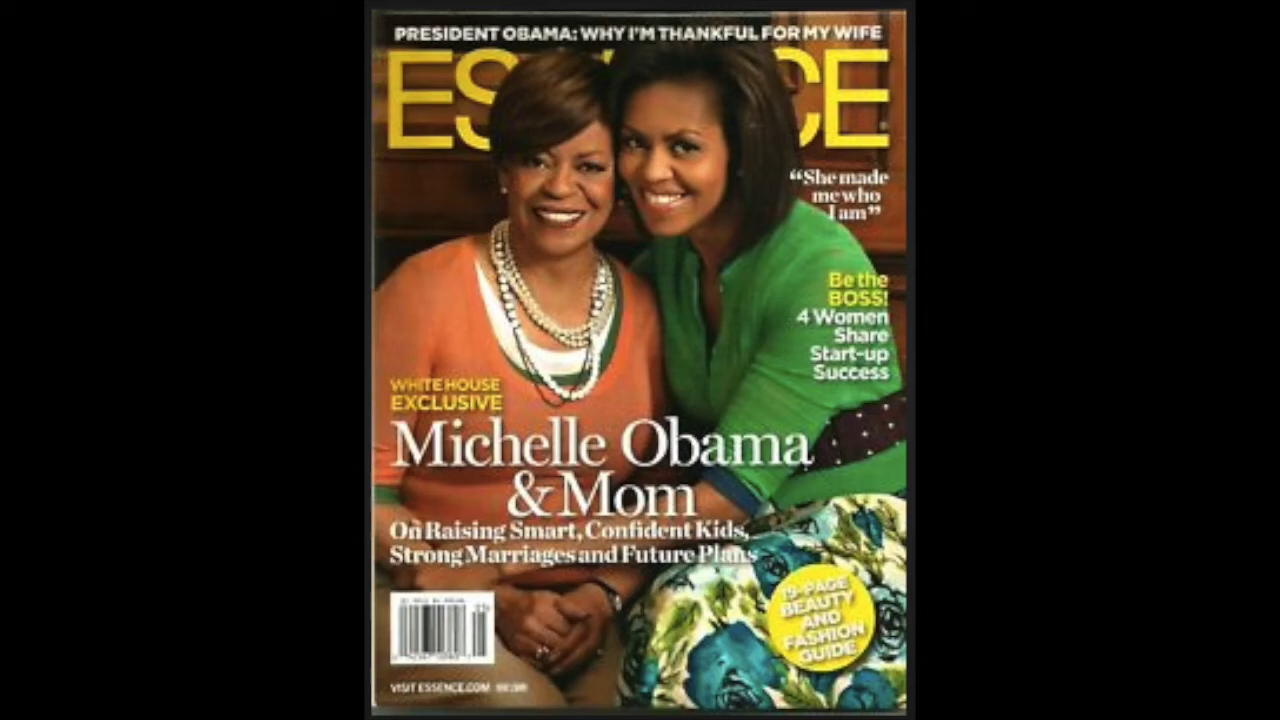 PRESIDENT OBAMA: WHY I'M THANKFUL FOR MY WIFE
ESSENCE
“She made
me who
I am”
Be the
BOSS!
4 Women
Share
Start-up
Success
WHITE HOUSE
EXCLUSIVE
Michelle Obama
& Mom
On Raising Smart, Confident Kids,
Strong Marriages and Future Plans
19-PAGE
BEAUTY
AND
FASHION
GUIDE
VISIT ESSENCE.COM